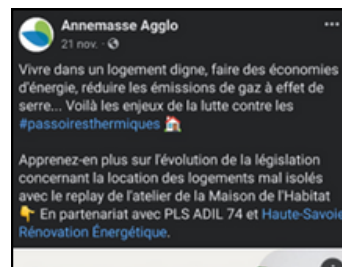 Annemasse Agglo
21 nov. ·
Vivre dans un logement digne, faire des économies
d'énergie, réduire les émissions de gaz à effet de
serre... Voilà les enjeux de la lutte contre les
#passoiresthermiques 🏠
Apprenez-en plus sur l'évolution de la législation
concernant la location des logements mal isolés
avec le replay de l'atelier de la Maison de l'Habitat
👇 En partenariat avec PLS ADIL 74 et Haute-Savoie
Rénovation Énergétique.